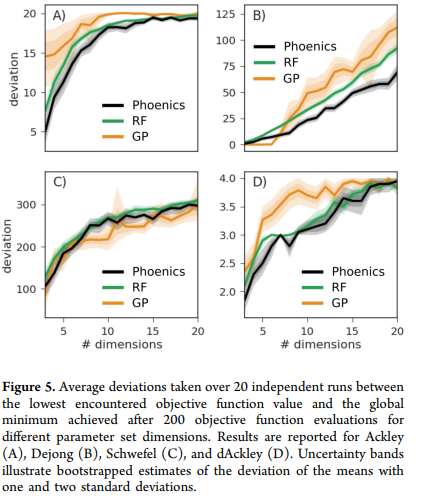 A)
20
15
10
5
deviation
Phoenics
RF
GP
B)
125
100
75
50
25
0
Phoenics
RF
GP
C)
300
200
100
deviation
Phoenics
RF
GP
5 10 15 20
# dimensions
D)
4.0
3.5
3.0
2.5
2.0
Phoenics
RF
GP
5 10 15 20
# dimensions
Figure 5. Average deviations taken over 20 independent runs between
the lowest encountered objective function value and the global
minimum achieved after 200 objective function evaluations for
different parameter set dimensions. Results are reported for Ackley
(A), Dejong (B), Schwefel (C), and dAckley (D). Uncertainty bands
illustrate bootstrapped estimates of the deviation of the means with
one and two standard deviations.